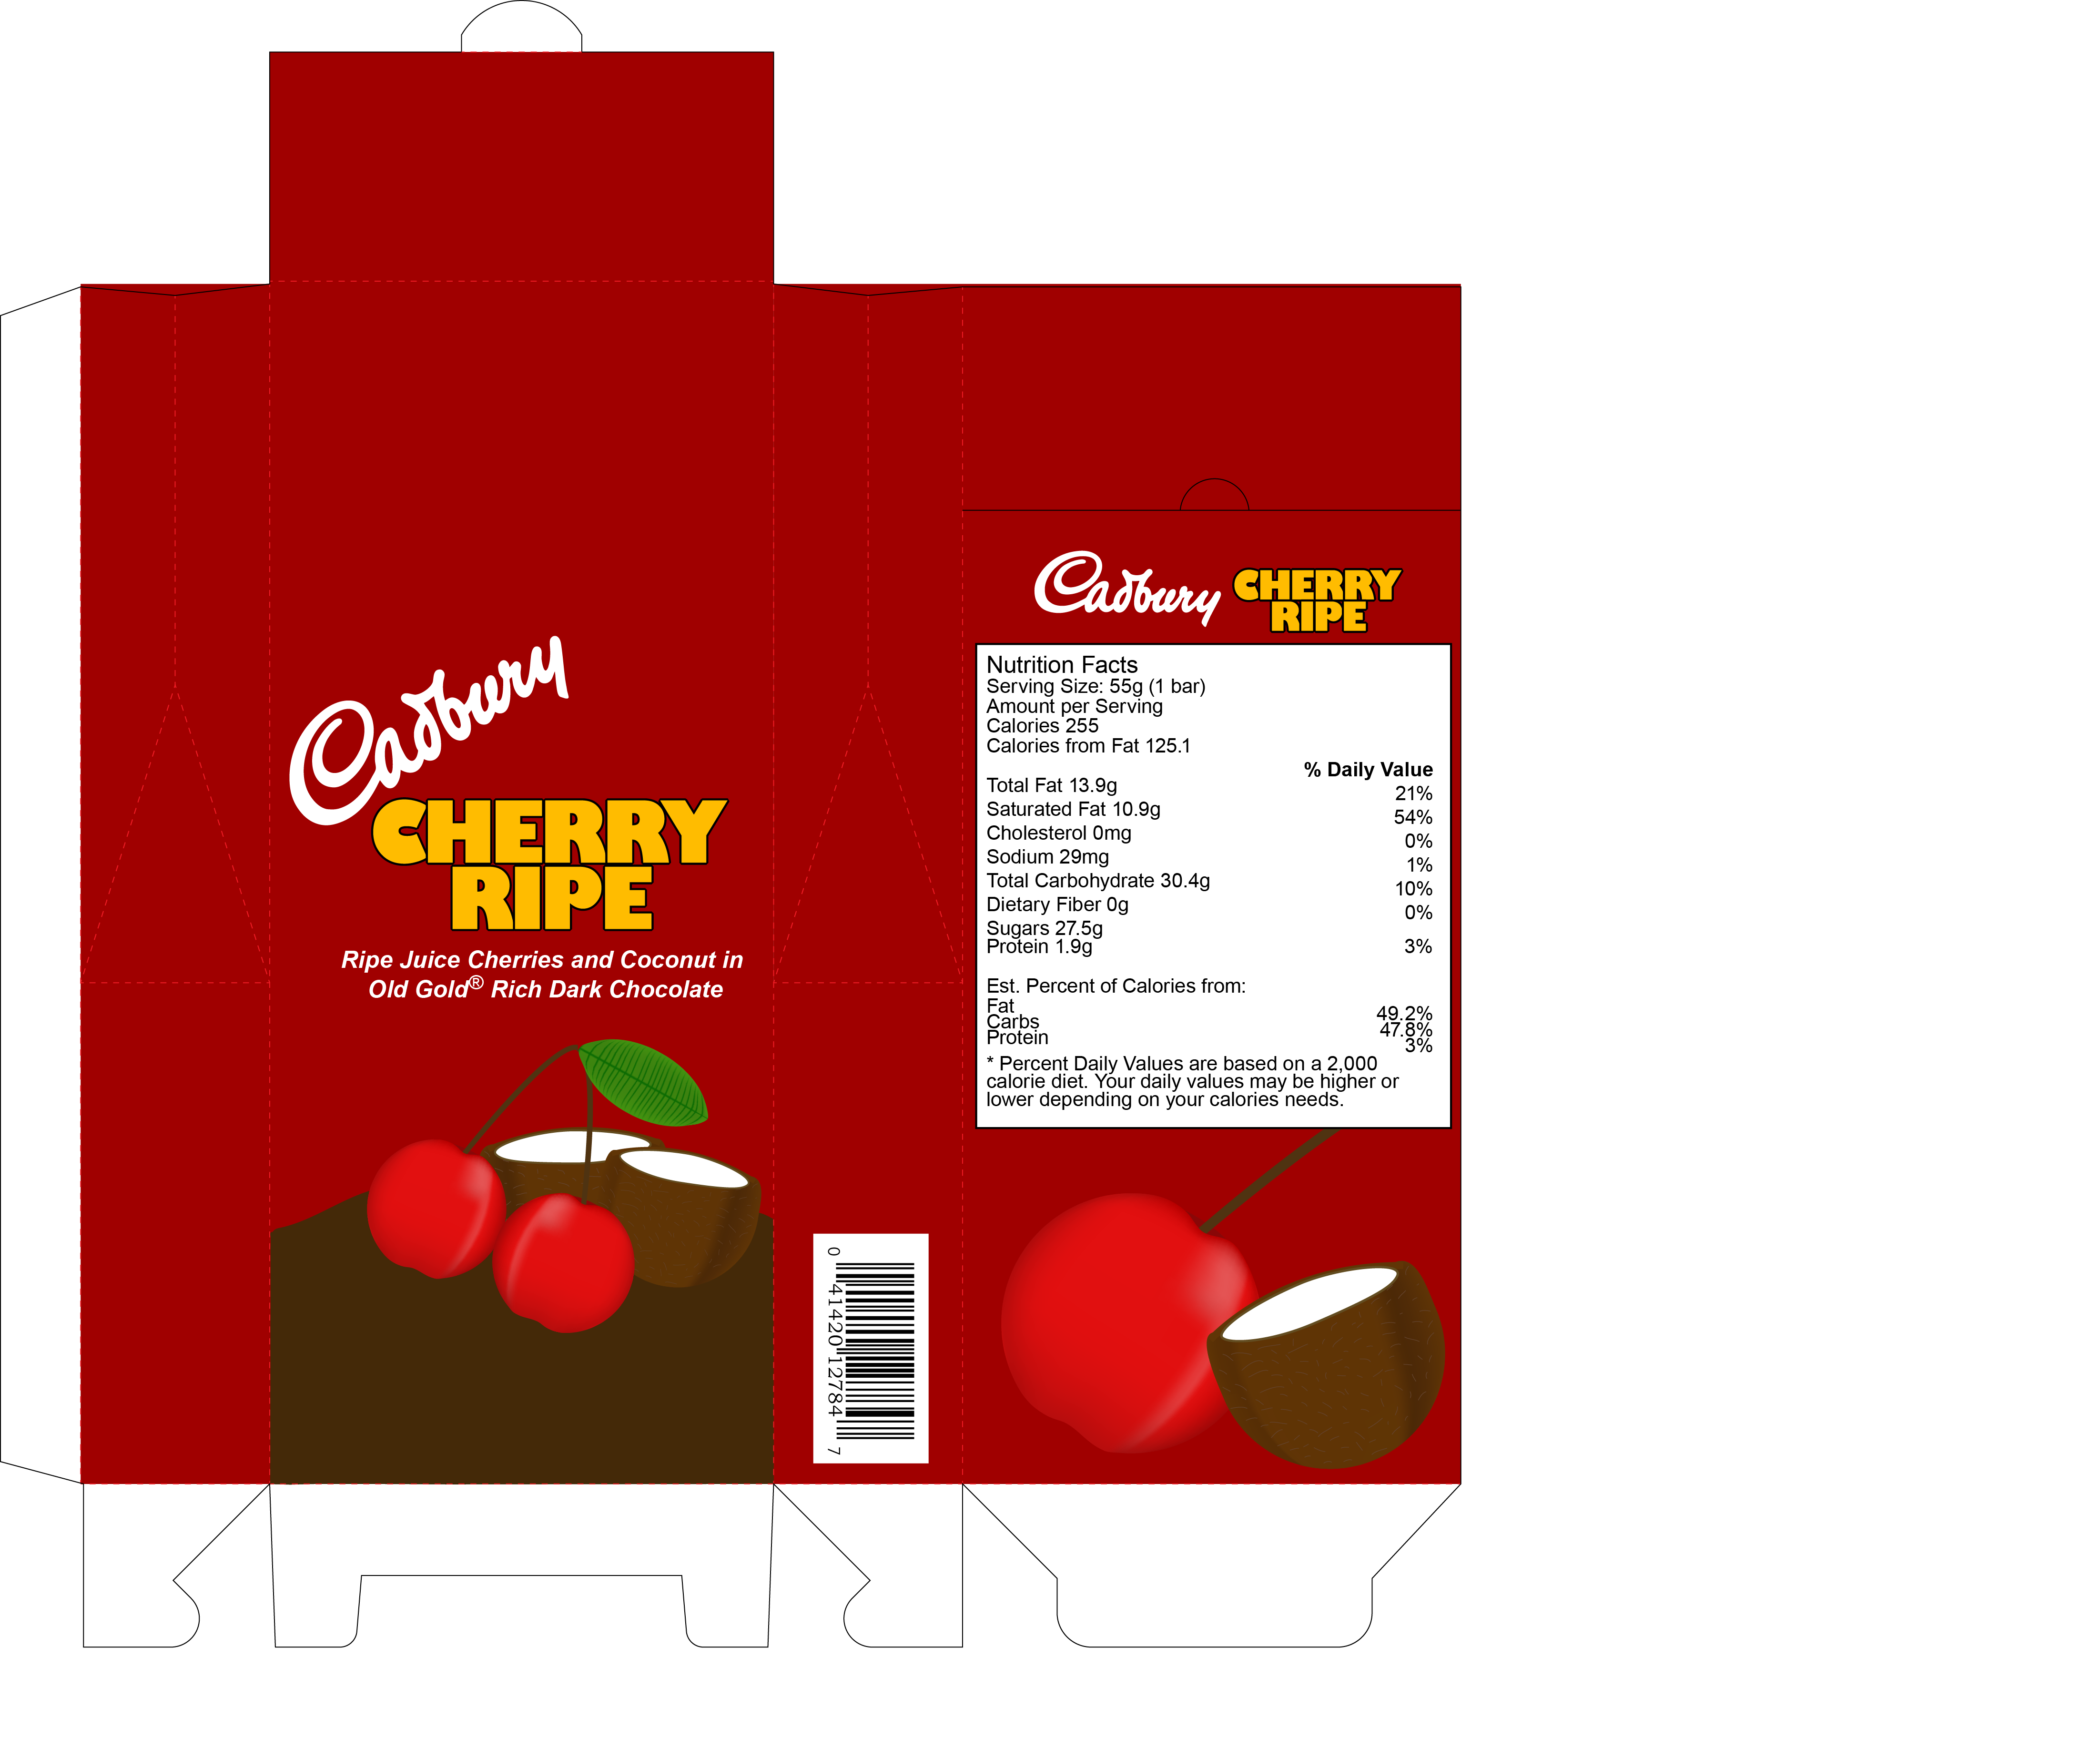 Cadbury
CHERRY
RIPE
Ripe Juice Cherries and Coconut in
Old Gold® Rich Dark Chocolate
0 41420 12784 7
Cadbury CHERRY
RIPE
Nutrition Facts
Serving Size: 55g (1 bar)
Amount per Serving
Calories 255
Calories from Fat 125.1
% Daily Value
Total Fat 13.9g 21%
Saturated Fat 10.9g 54%
Cholesterol 0mg 0%
Sodium 29mg 1%
Total Carbohydrate 30.4g 10%
Dietary Fiber 0g 0%
Sugars 27.5g
Protein 1.9g 3%
Est. Percent of Calories from:
Fat 49.2%
Carbs 47.8%
Protein 3%
* Percent Daily Values are based on a 2,000
calorie diet. Your daily values may be higher or
lower depending on your calories needs.